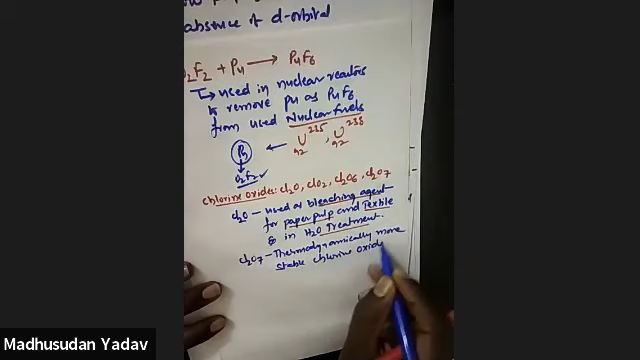 absence of d-orbital
O2F2 + Pu → PuF6
↳ used in nuclear reactors
to remove pu as PuF6
from used Nuclear fuels
Pu ← U 235 92 , U 238 92
O2F2
chlorine oxides: cl2O, clO2, cl2O6, cl2O7
cl2O - used as bleaching agent
for paper pulp and Textile
& in H2O Treatment.
cl2O7 - Thermodynamically more
stable chlorine oxide
Madhusudan Yadav